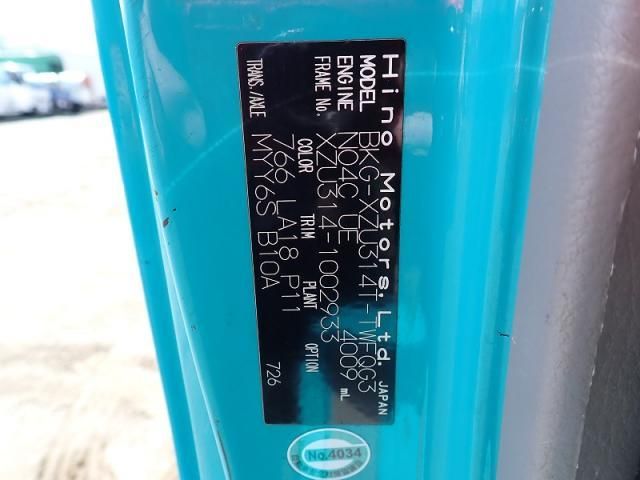 Hino Motors, Ltd. JAPAN
MODEL BKG-XZU314T-TWFQG3
ENGINE N04C UE 4009 mL
FRAME No. XZU314-1002933
COLOR TRIM PLANT OPTION
766 LA18 P11
TRANS./AXLE MYY6S B10A
726
No.4034